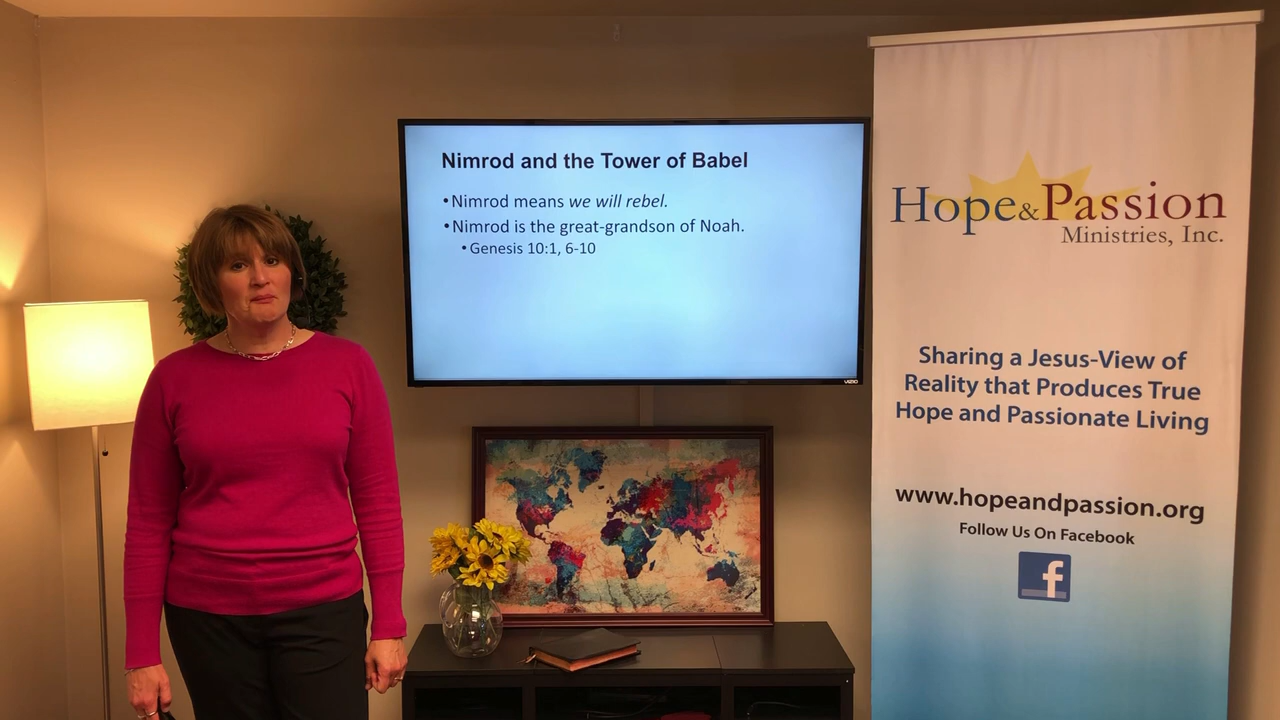 Nimrod and the Tower of Babel
•Nimrod means we will rebel.
•Nimrod is the great-grandson of Noah.
•Genesis 10:1, 6-10
VIZIO
Hope&Passion
Ministries, Inc.
Sharing a Jesus-View of
Reality that Produces True
Hope and Passionate Living
www.hopeandpassion.org
Follow Us On Facebook
f